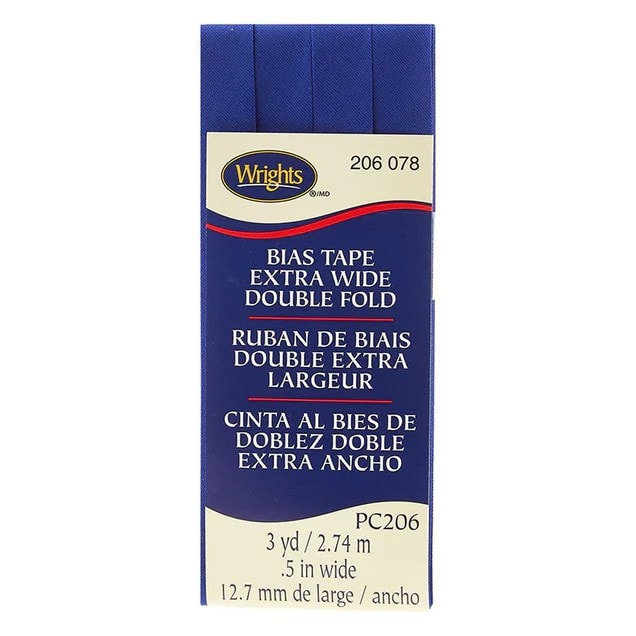 206 078
Wrights
®/MD
BIAS TAPE
EXTRA WIDE
DOUBLE FOLD
RUBAN DE BIAIS
DOUBLE EXTRA
LARGEUR
CINTA AL BIES DE
DOBLEZ DOBLE
EXTRA ANCHO
PC206
3 yd / 2.74 m
.5 in wide
12.7 mm de large / ancho